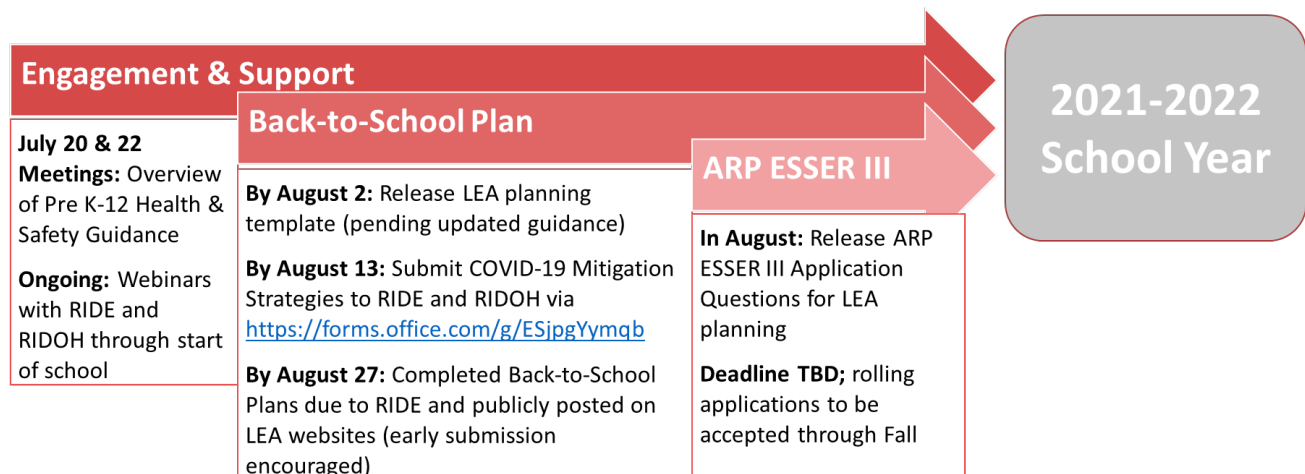 Engagement & Support
July 20 & 22
Meetings: Overview
of Pre K-12 Health &
Safety Guidance
Ongoing: Webinars
with RIDE and
RIDOH through start
of school
Back-to-School Plan
By August 2: Release LEA planning
template (pending updated guidance)
By August 13: Submit COVID-19 Mitigation
Strategies to RIDE and RIDOH via
https://forms.office.com/g/ESjpgYymqb
By August 27: Completed Back-to-School
Plans due to RIDE and publicly posted on
LEA websites (early submission
encouraged)
ARP ESSER III
In August: Release ARP
ESSER III Application
Questions for LEA
planning
Deadline TBD; rolling
applications to be
accepted through Fall
2021-2022
School Year